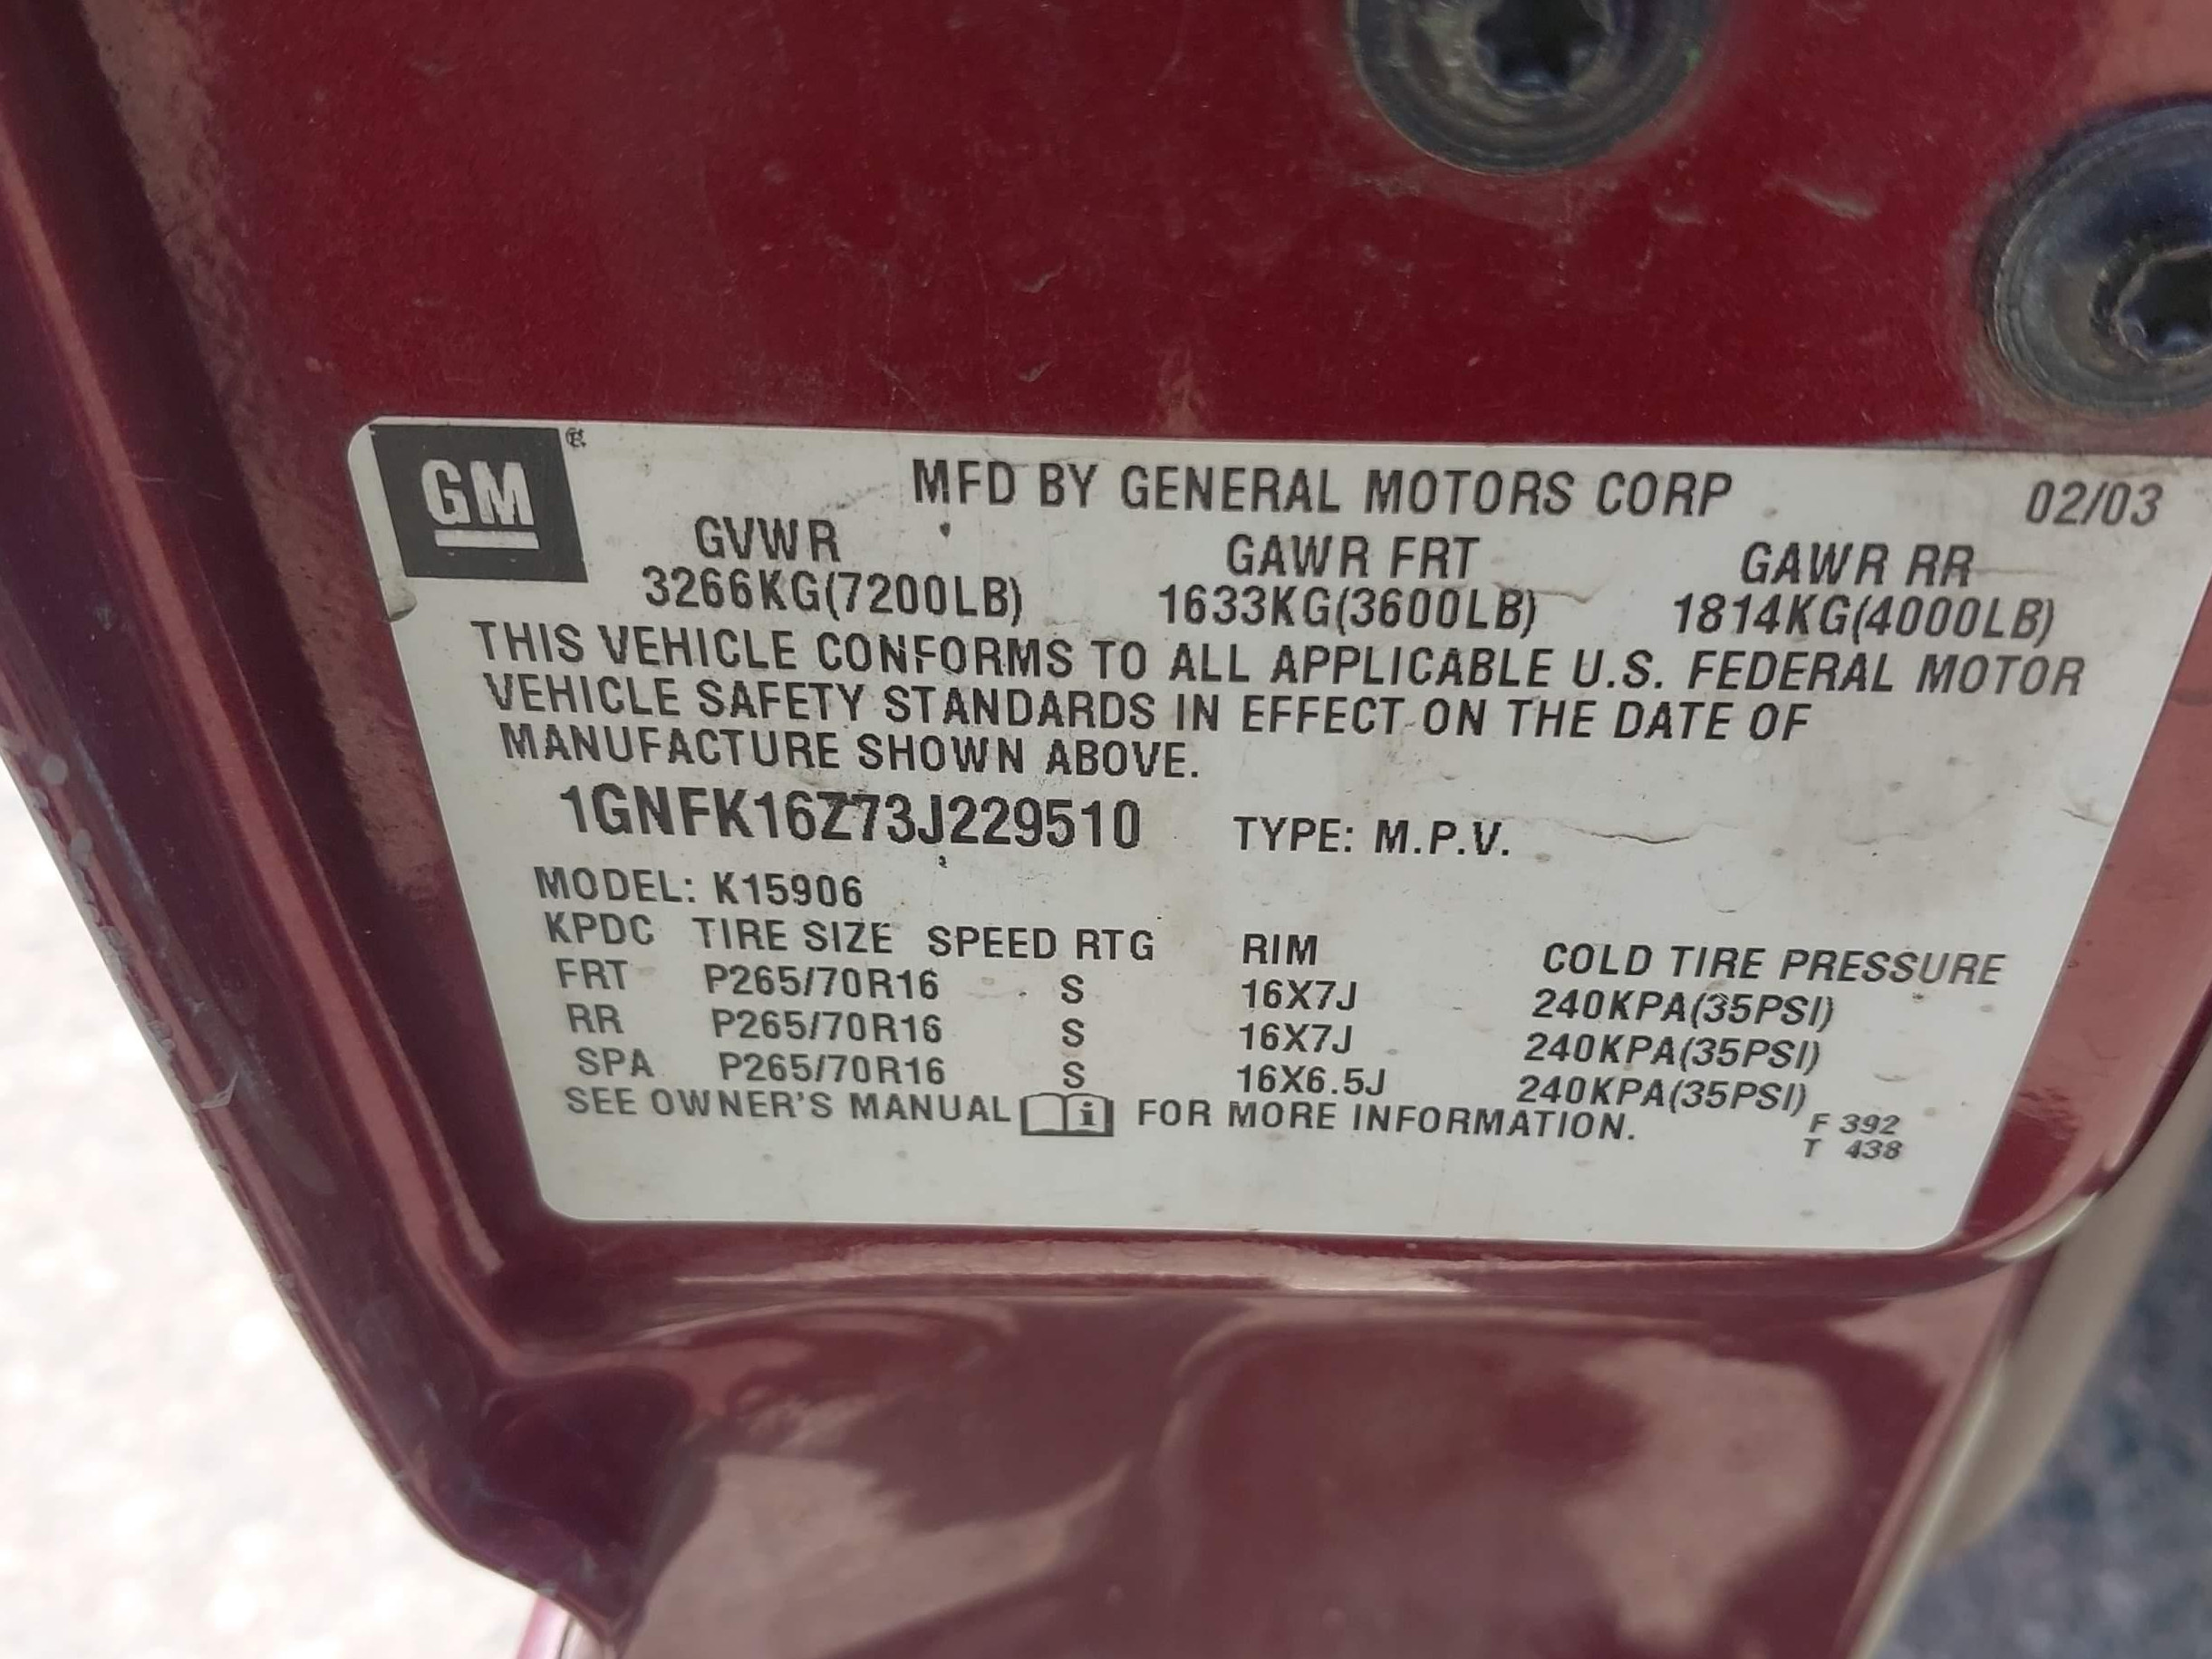 GM
MFD BY GENERAL MOTORS CORP 02/03
GVWR GAWR FRT GAWR RR
3266KG(7200LB) 1633KG(3600LB) 1814KG(4000LB)
THIS VEHICLE CONFORMS TO ALL APPLICABLE U.S. FEDERAL MOTOR
VEHICLE SAFETY STANDARDS IN EFFECT ON THE DATE OF
MANUFACTURE SHOWN ABOVE.
1GNFK16Z73J229510 TYPE: M.P.V.
MODEL: K15906
KPDC TIRE SIZE SPEED RTG RIM COLD TIRE PRESSURE
FRT P265/70R16 S 16X7J 240KPA(35PSI)
RR P265/70R16 S 16X7J 240KPA(35PSI)
SPA P265/70R16 S 16X6.5J 240KPA(35PSI)
SEE OWNER'S MANUAL i FOR MORE INFORMATION.
F 392
T 438